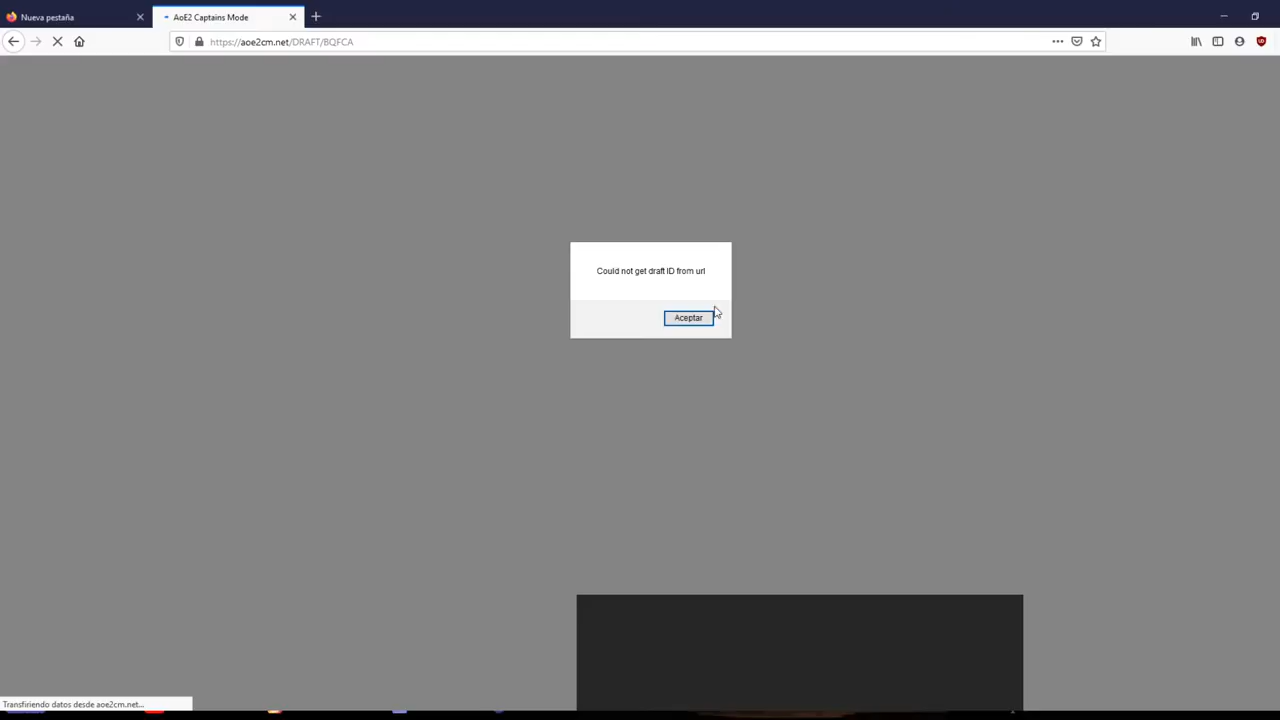 Nueva pestaña
AoE2 Captains Mode
https://aoe2cm.net/DRAFT/BQFCA
Could not get draft ID from url
Aceptar
Transfiriendo datos desde aoe2cm.net...